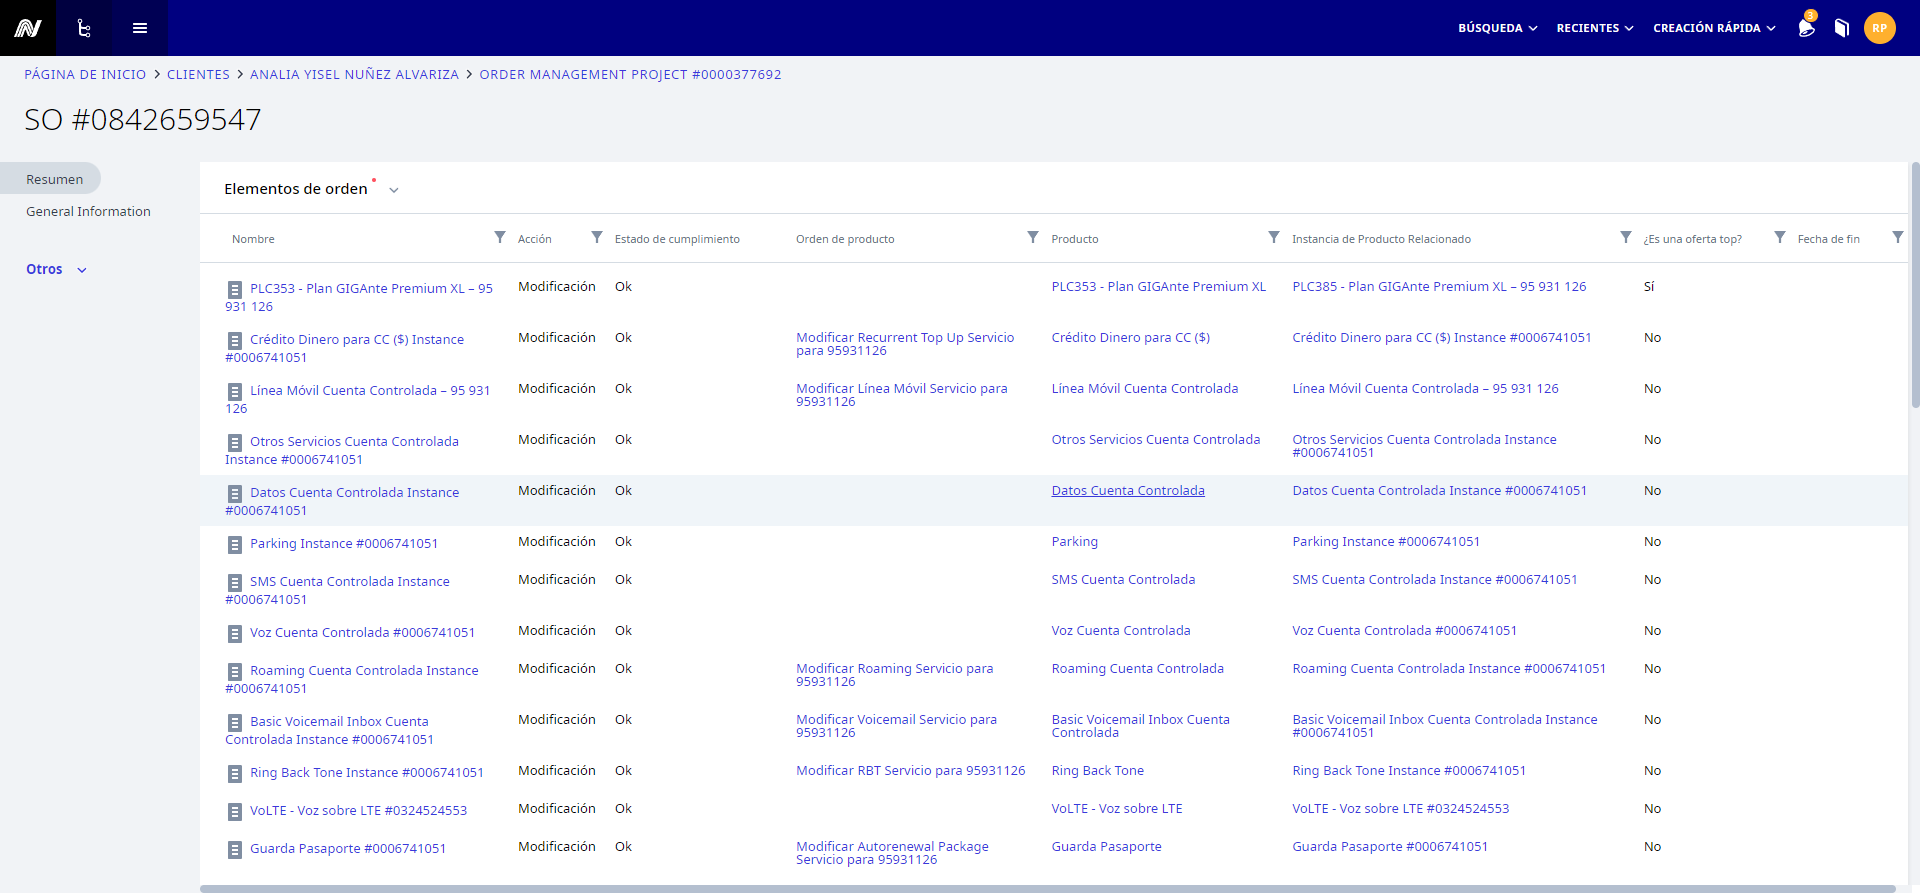 BÚSQUEDA RECIENTES CREACIÓN RÁPIDA 3 RP
PÁGINA DE INICIO > CLIENTES > ANALIA YISEL NUÑEZ ALVARIZA > ORDER MANAGEMENT PROJECT #0000377692
SO #0842659547
Resumen
General Information
Otros
Elementos de orden
Nombre Acción Estado de cumplimiento Orden de producto Producto Instancia de Producto Relacionado ¿Es una oferta top? Fecha de fin
PLC353 - Plan GIGAnte Premium XL – 95 Modificación Ok PLC353 - Plan GIGAnte Premium XL PLC385 - Plan GIGAnte Premium XL – 95 931 126 Sí
931 126
Crédito Dinero para CC ($) Instance Modificación Ok Modificar Recurrent Top Up Servicio Crédito Dinero para CC ($) Crédito Dinero para CC ($) Instance #0006741051 No
#0006741051 para 95931126
Línea Móvil Cuenta Controlada – 95 931 Modificación Ok Modificar Línea Móvil Servicio para Línea Móvil Cuenta Controlada Línea Móvil Cuenta Controlada – 95 931 126 No
126 95931126
Otros Servicios Cuenta Controlada Modificación Ok Otros Servicios Cuenta Controlada Otros Servicios Cuenta Controlada Instance No
Instance #0006741051 #0006741051
Datos Cuenta Controlada Instance Modificación Ok Datos Cuenta Controlada Datos Cuenta Controlada Instance #0006741051 No
#0006741051
Parking Instance #0006741051 Modificación Ok Parking Parking Instance #0006741051 No
SMS Cuenta Controlada Instance Modificación Ok SMS Cuenta Controlada SMS Cuenta Controlada Instance #0006741051 No
#0006741051
Voz Cuenta Controlada #0006741051 Modificación Ok Voz Cuenta Controlada Voz Cuenta Controlada #0006741051 No
Roaming Cuenta Controlada Instance Modificación Ok Modificar Roaming Servicio para Roaming Cuenta Controlada Roaming Cuenta Controlada Instance #0006741051 No
#0006741051 95931126
Basic Voicemail Inbox Cuenta Modificación Ok Modificar Voicemail Servicio para Basic Voicemail Inbox Cuenta Basic Voicemail Inbox Cuenta Controlada Instance No
Controlada Instance #0006741051 95931126 Controlada #0006741051
Ring Back Tone Instance #0006741051 Modificación Ok Modificar RBT Servicio para 95931126 Ring Back Tone Ring Back Tone Instance #0006741051 No
VoLTE - Voz sobre LTE #0324524553 Modificación Ok VoLTE - Voz sobre LTE VoLTE - Voz sobre LTE #0324524553 No
Guarda Pasaporte #0006741051 Modificación Ok Modificar Autorenewal Package Guarda Pasaporte Guarda Pasaporte #0006741051 No
Servicio para 95931126